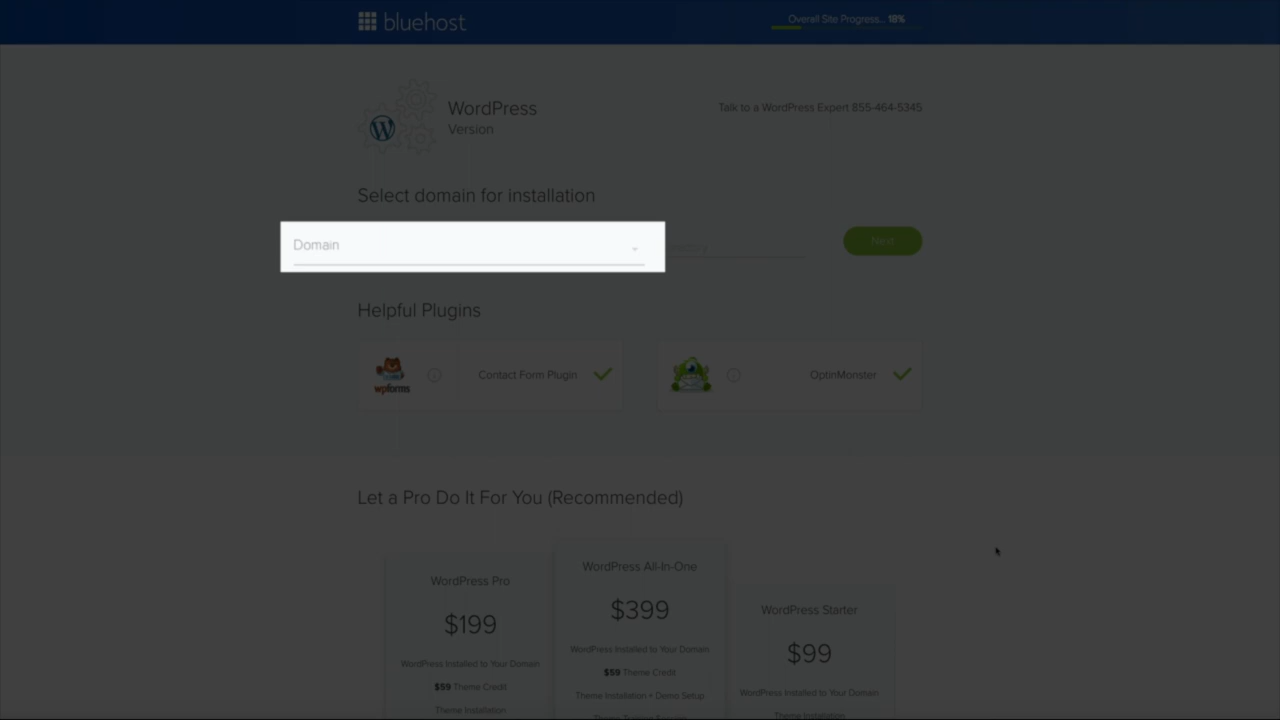 bluehost
Overall Site Progress... 18%
WordPress
Version
Talk to a WordPress Expert 855-464-5345
Select domain for installation
Domain
Next
Helpful Plugins
wpforms
Contact Form Plugin
OptinMonster
Let a Pro Do It For You (Recommended)
WordPress Pro
$199
WordPress Installed to Your Domain
$59 Theme Credit
Theme Installation
WordPress All-In-One
$399
WordPress Installed to Your Domain
$59 Theme Credit
Theme Installation + Demo Setup
WordPress Starter
$99
WordPress Installed to Your Domain
Theme Installation